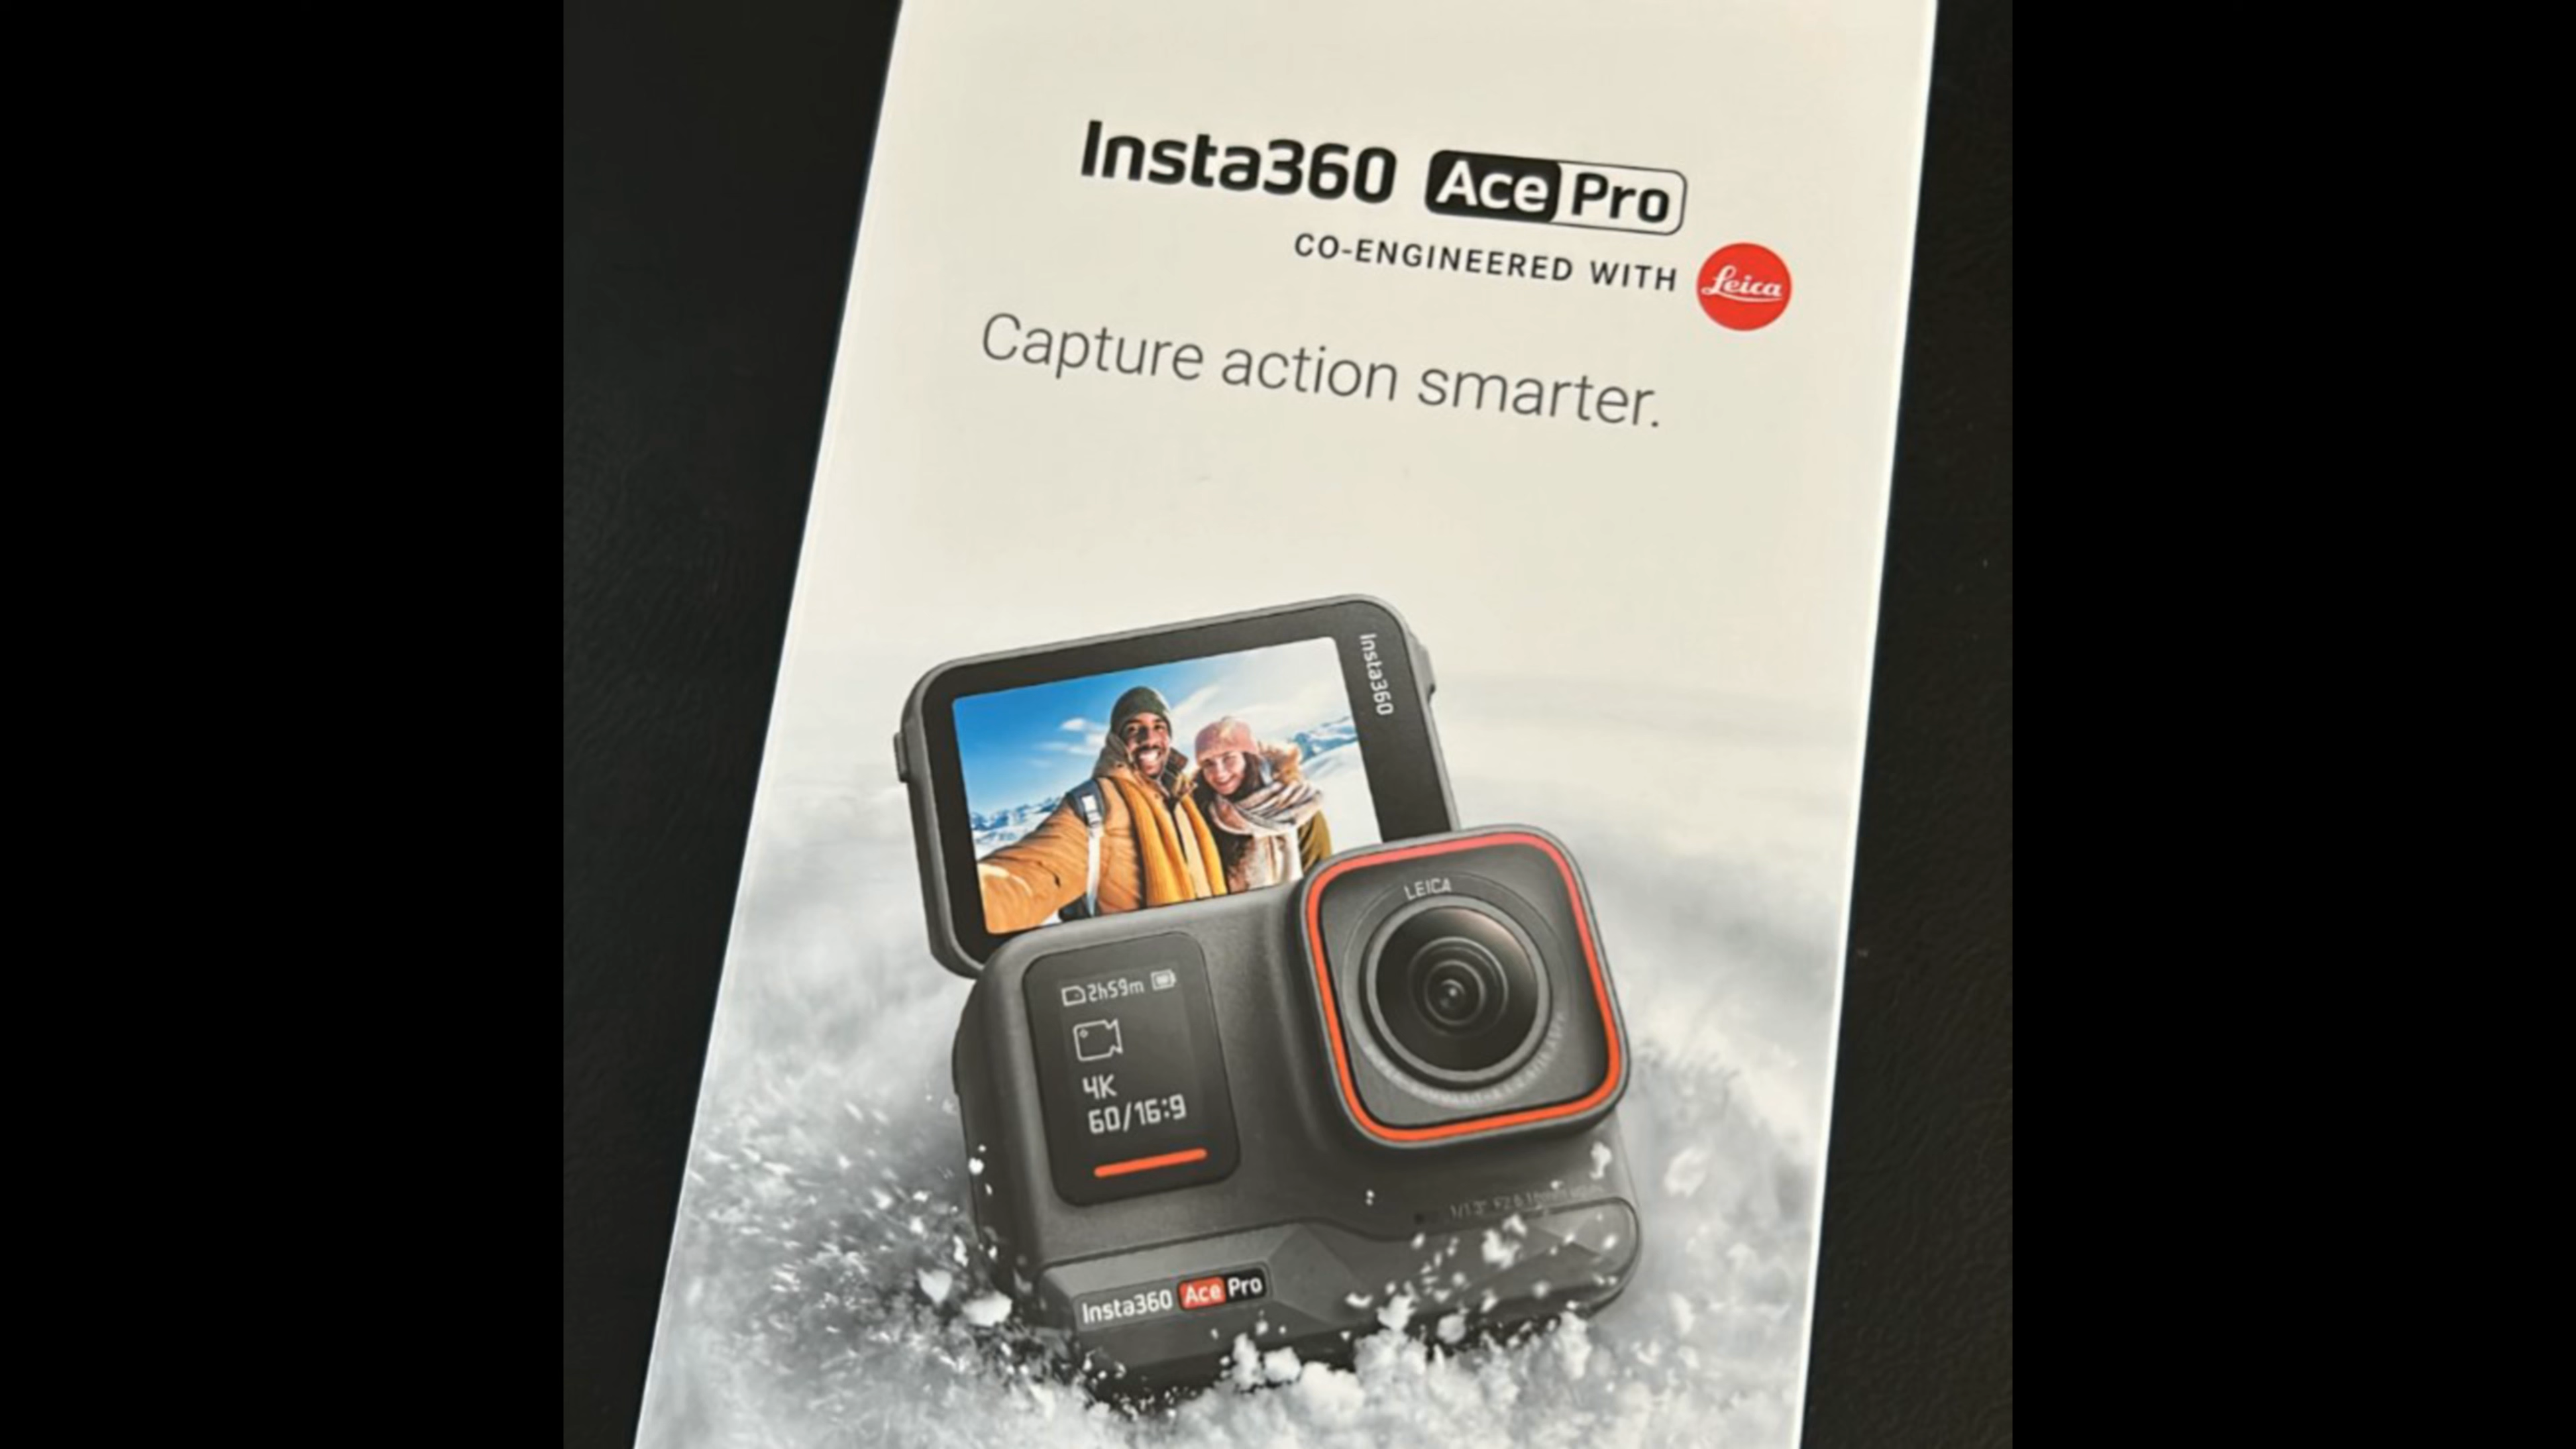 Insta360 Ace Pro
CO-ENGINEERED WITH Leica
Capture action smarter.
Insta360
LEICA
2h59m
4K
60/16:9
Insta360 Ace Pro